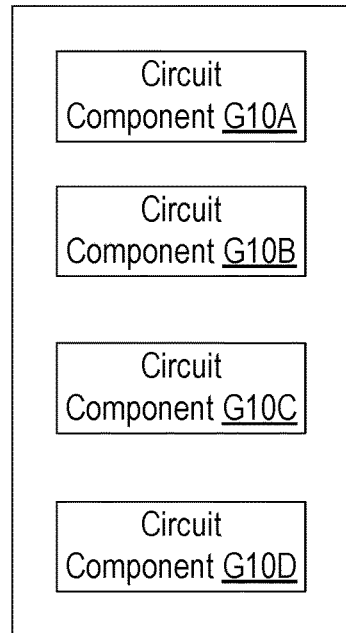 Circuit
Component G10A
Circuit
Component G10B
Circuit
Component G10C
Circuit
Component G10D